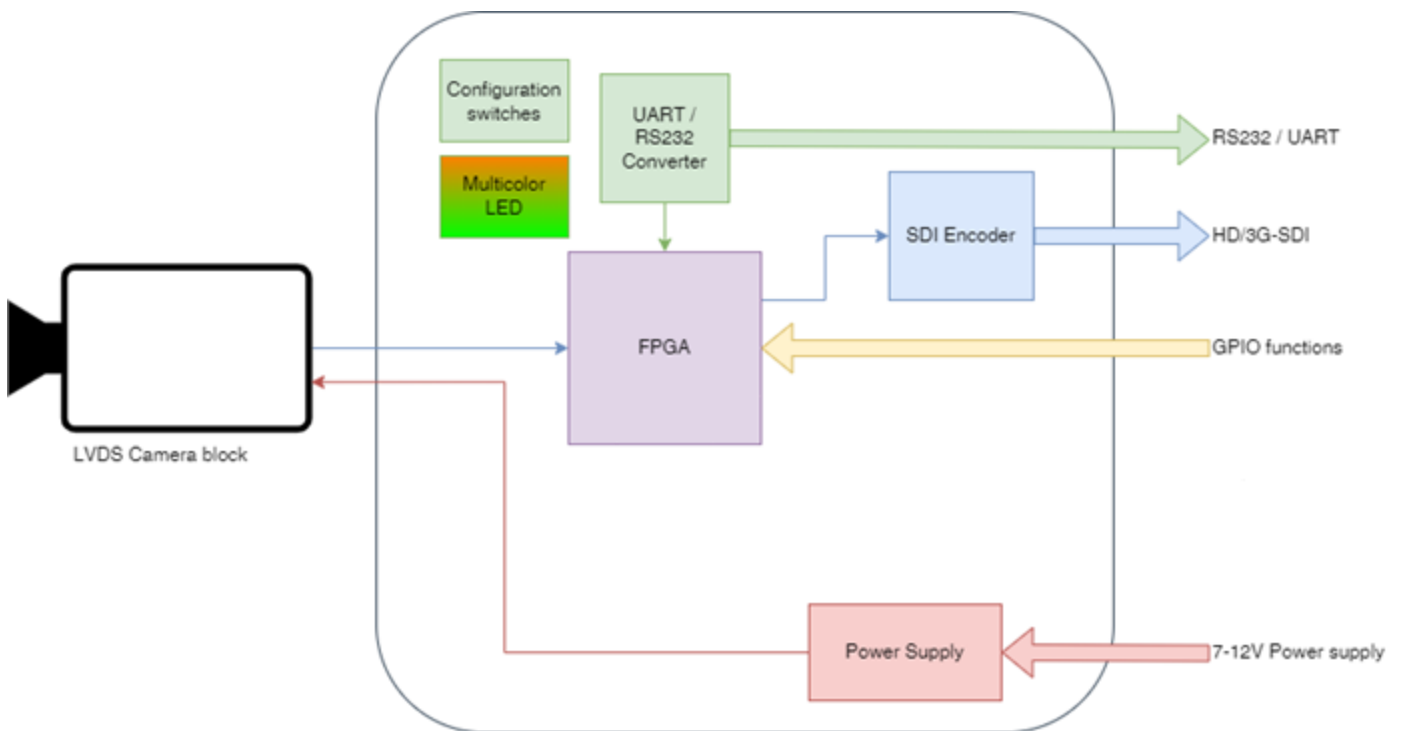 Configuration
switches
UART /
RS232
Converter
RS232 / UART
Multicolor
LED
SDI Encoder
HD/3G-SDI
FPGA
GPIO functions
LVDS Camera block
Power Supply
7-12V Power supply